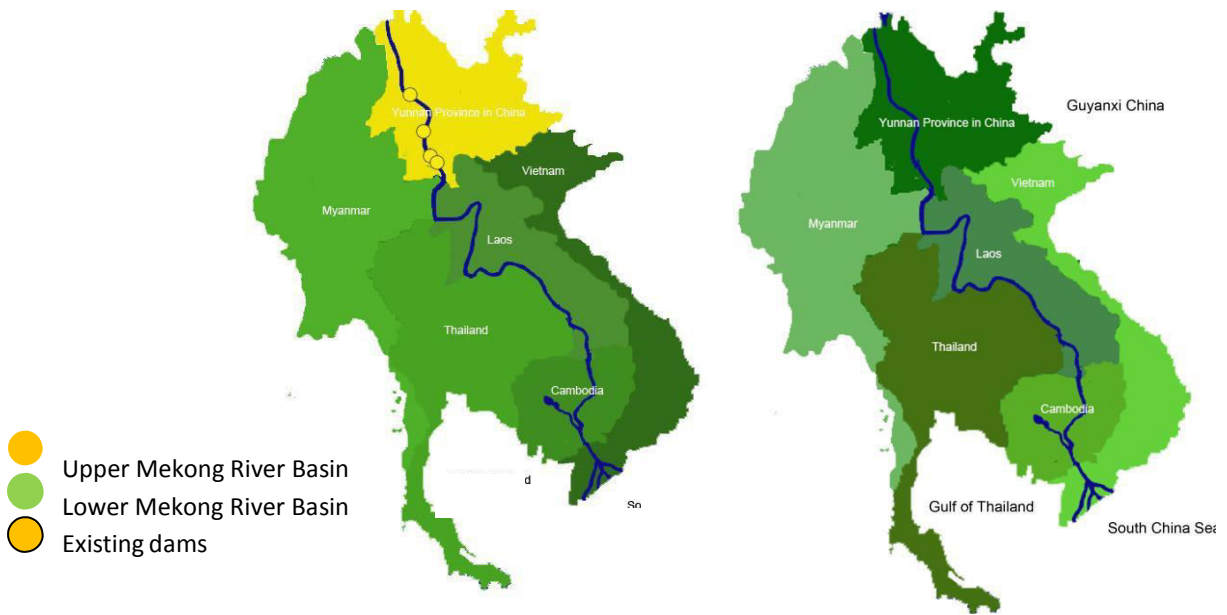 Yunnan Province in China
Vietnam
Myanmar
Laos
Thailand
Cambodia
d
So
Upper Mekong River Basin
Lower Mekong River Basin
Existing dams
Guyanxi China
Yunnan Province in China
Vietnam
Myanmar
Laos
Thailand
Cambodia
Gulf of Thailand
South China Sea